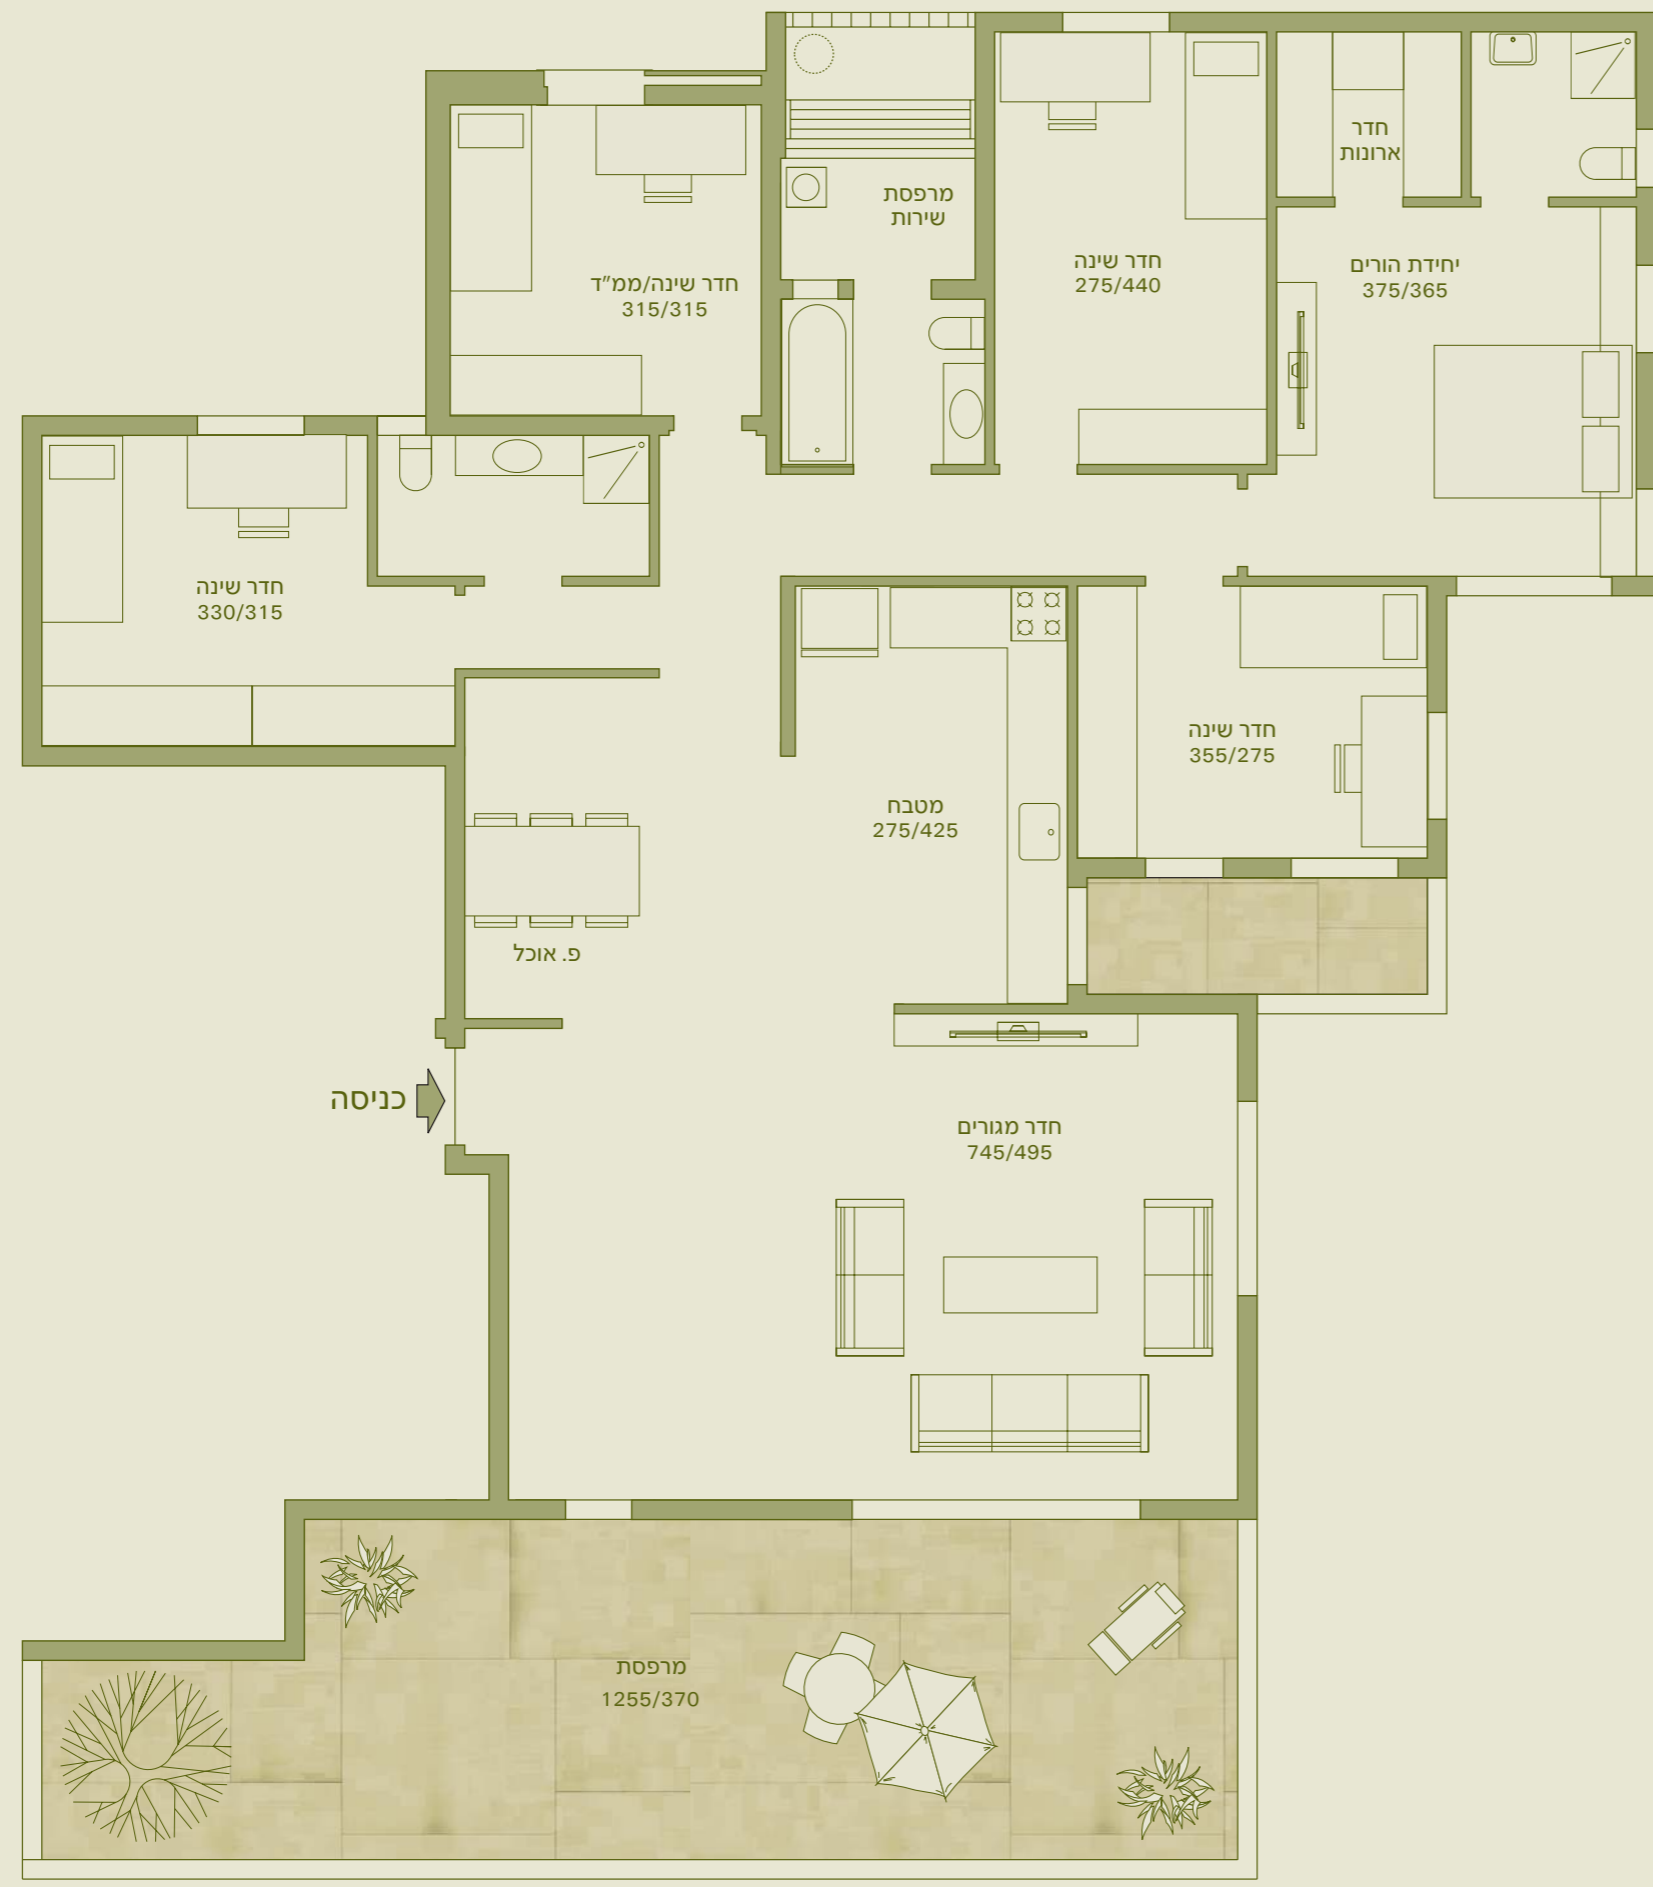 חדר
ארונות
מרפסת
שירות
חדר שינה
275/440
יחידת הורים
375/365
חדר שינה/ממ"ד
315/315
חדר שינה
330/315
חדר שינה
355/275
מטבח
275/425
פ. אוכל
כניסה
חדר מגורים
745/495
מרפסת
1255/370